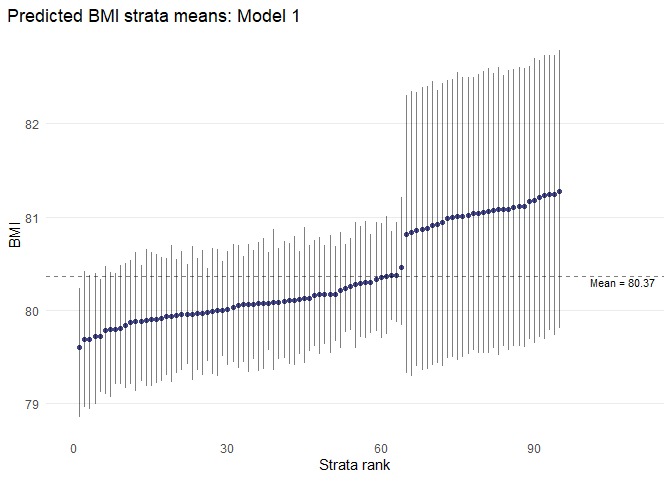 Predicted BMI strata means: Model 1
82
81
80
79
BMI
Mean = 80.37
0 30 60 90
Strata rank